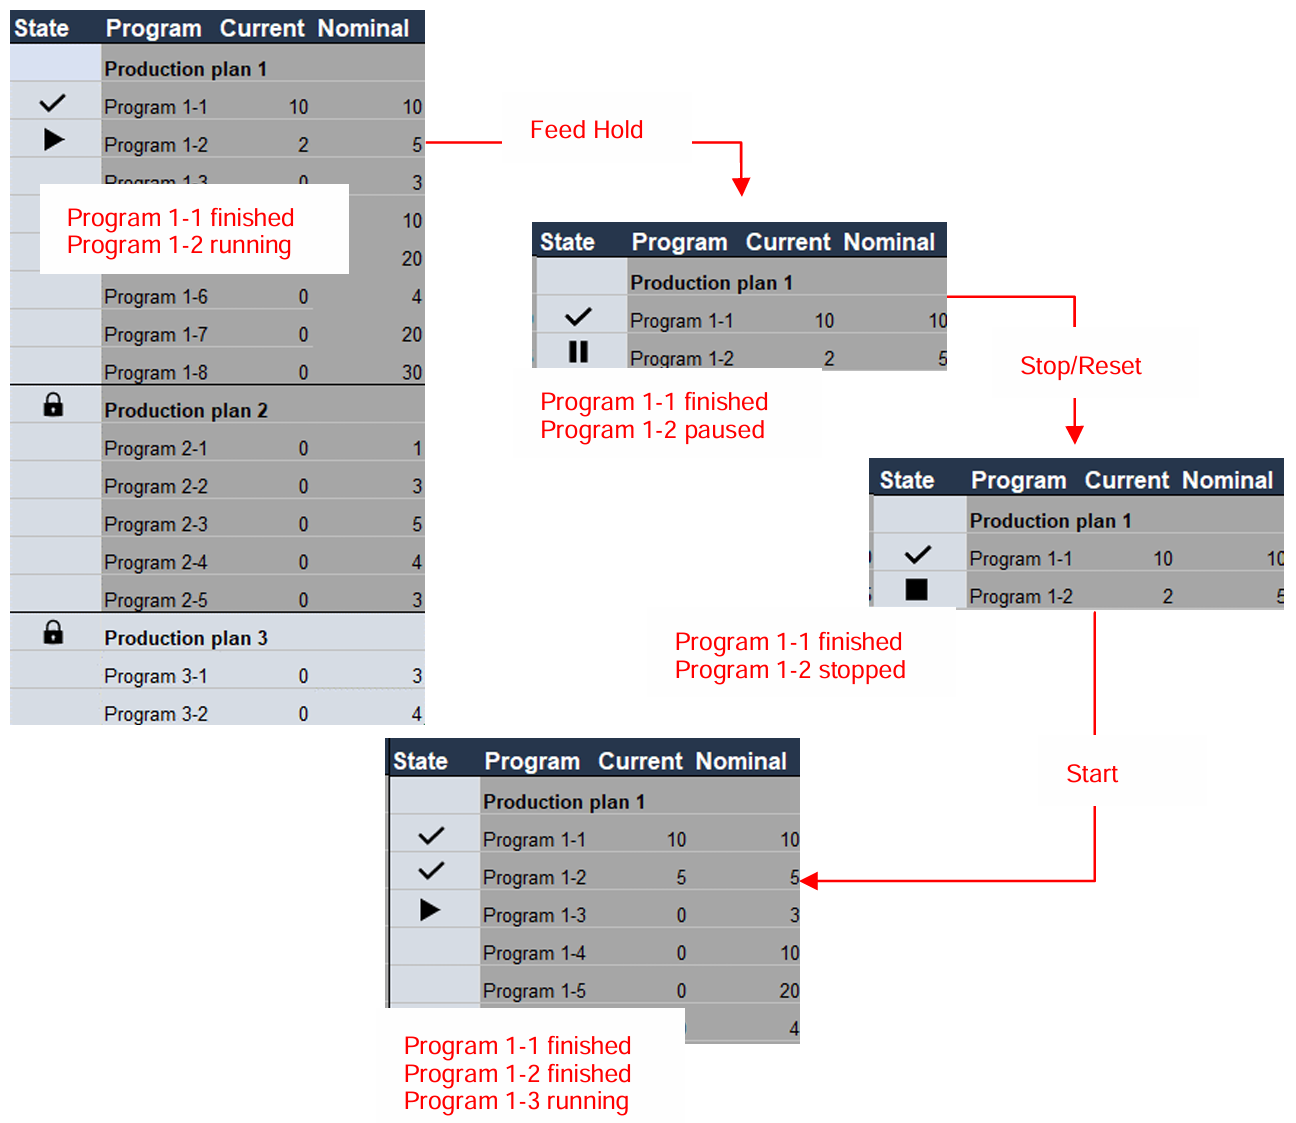 State Program Current Nominal
Production plan 1
Program 1-1 10 10
Program 1-2 2 5
Program 1-3 0 3
10
20
Program 1-1 finished
Program 1-2 running
Program 1-6 0 4
Program 1-7 0 20
Program 1-8 0 30
Production plan 2
Program 2-1 0 1
Program 2-2 0 3
Program 2-3 0 5
Program 2-4 0 4
Program 2-5 0 3
Production plan 3
Program 3-1 0 3
Program 3-2 0 4
Feed Hold
State Program Current Nominal
Production plan 1
Program 1-1 10 10
Program 1-2 2 5
Program 1-1 finished
Program 1-2 paused
Stop/Reset
State Program Current Nominal
Production plan 1
Program 1-1 10 10
Program 1-2 2 5
Program 1-1 finished
Program 1-2 stopped
Start
State Program Current Nominal
Production plan 1
Program 1-1 10 10
Program 1-2 5 5
Program 1-3 0 3
Program 1-4 0 10
Program 1-5 0 20
4
Program 1-1 finished
Program 1-2 finished
Program 1-3 running